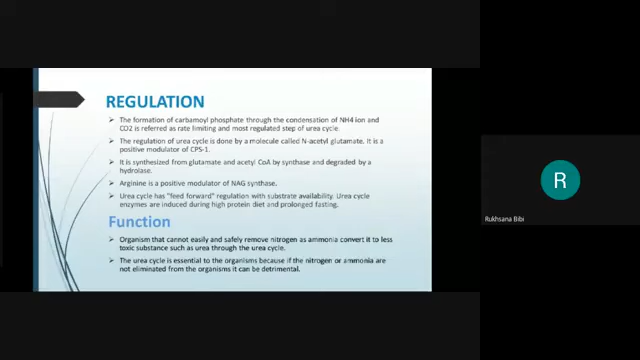 REGULATION
The formation of carbamoyl phosphate through the condensation of NH4 ion and
CO2 is referred as rate limiting and most regulated step of urea cycle.
The regulation of urea cycle is done by a molecule called N-acetyl glutamate. It is a
positive modulator of CPS-1.
It is synthesized from glutamate and acetyl CoA by synthase and degraded by a
hydrolase.
Arginine is a positive modulator of NAG synthase.
Urea cycle has "feed forward" regulation with substrate availability. Urea cycle
enzymes are induced during high protein diet and prolonged fasting.
Function
Organism that cannot easily and safely remove nitrogen as ammonia convert it to less
toxic substance such as urea through the urea cycle.
The urea cycle is essential to the organisms because if the nitrogen or ammonia are
not eliminated from the organisms it can be detrimental.
R
Rukhsana Bibi